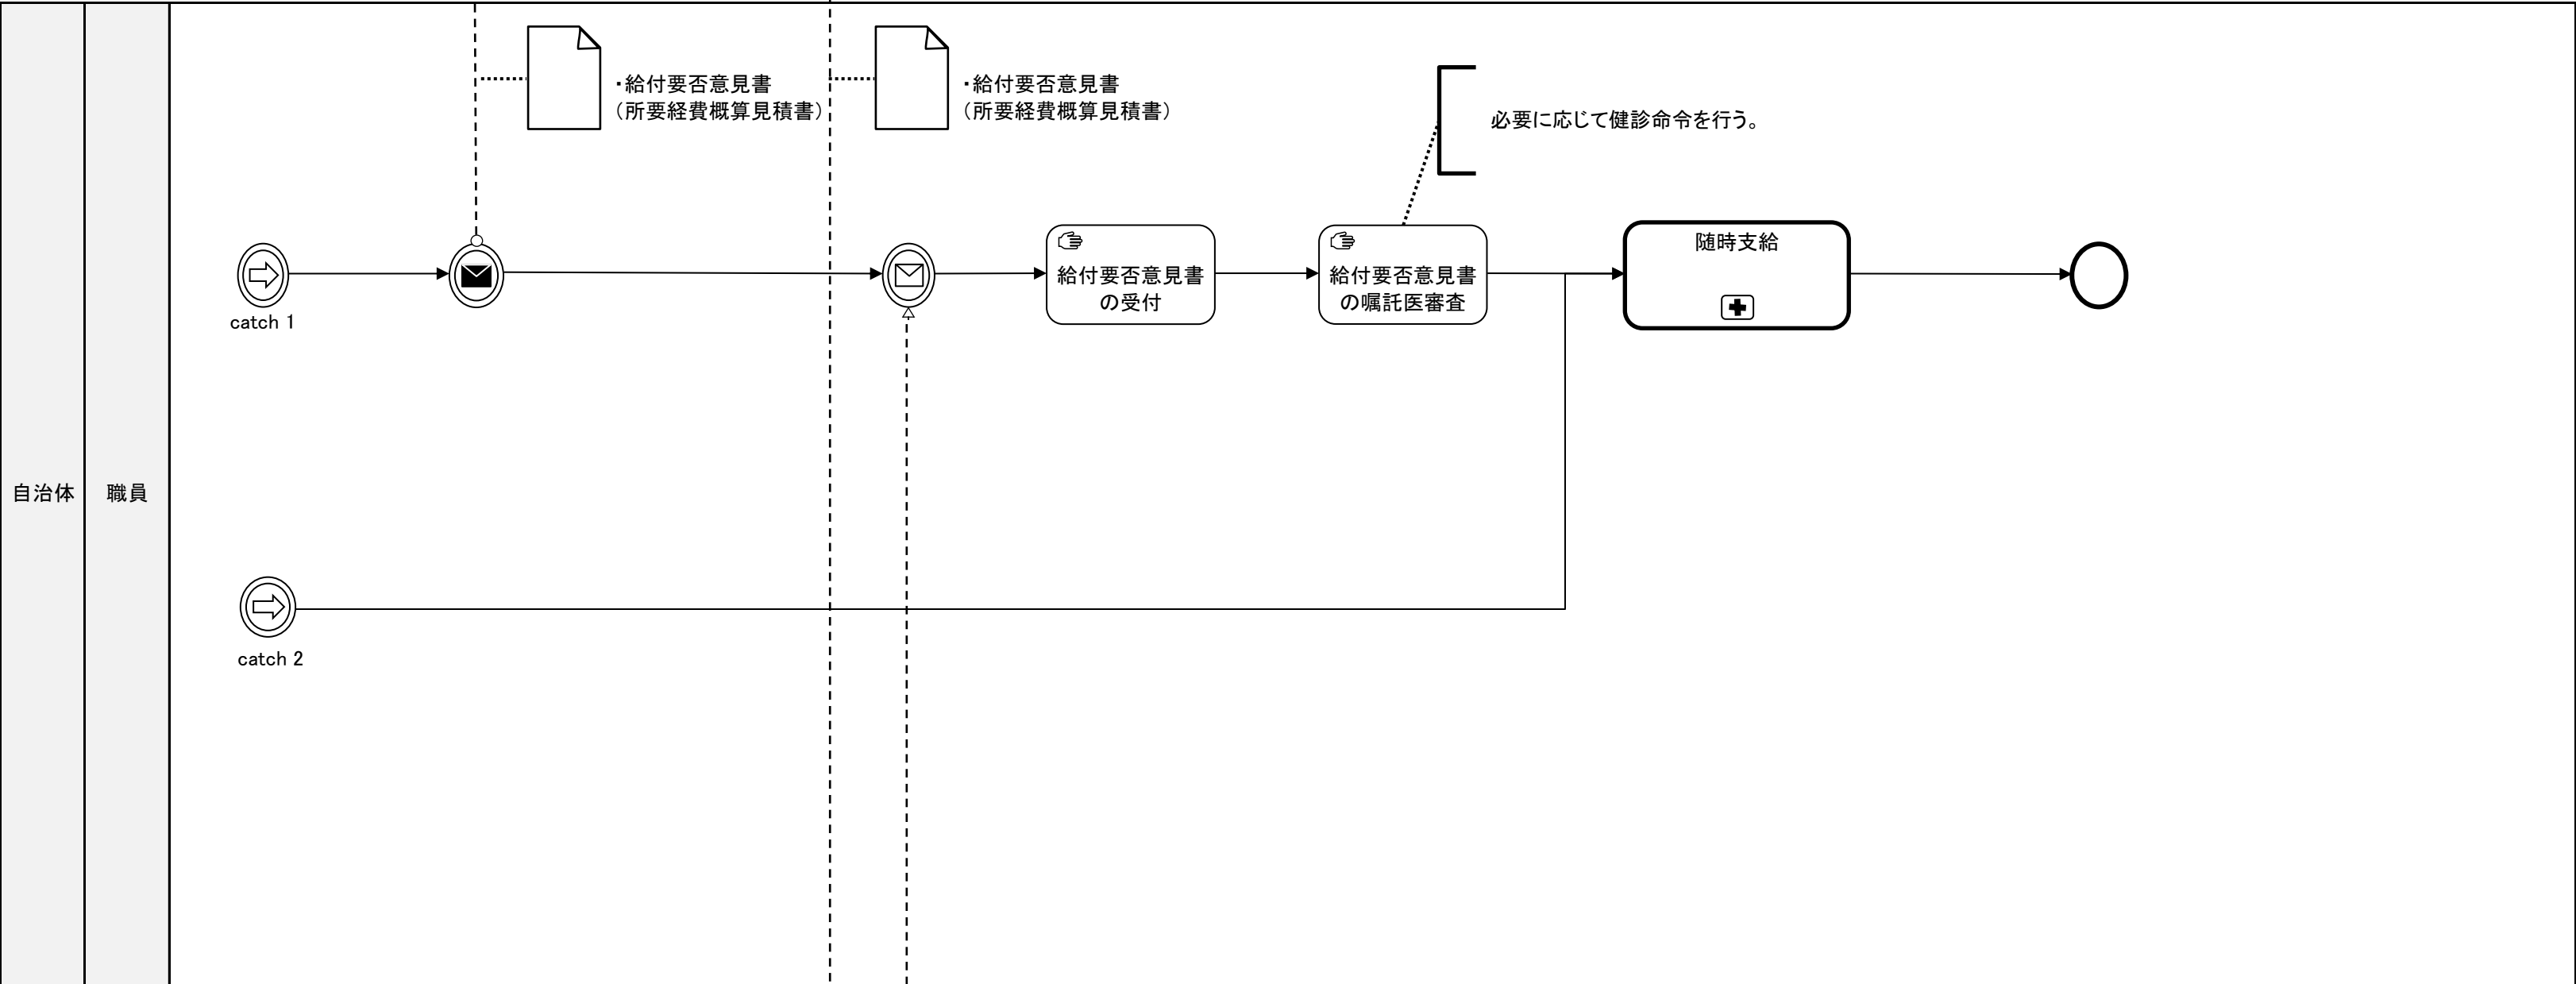 ・給付要否意見書
（所要経費概算見積書）
・給付要否意見書
（所要経費概算見積書）
必要に応じて健診命令を行う。
随時支給
給付要否意見書
の受付
給付要否意見書
の嘱託医審査
catch 1
自治体
職員
catch 2